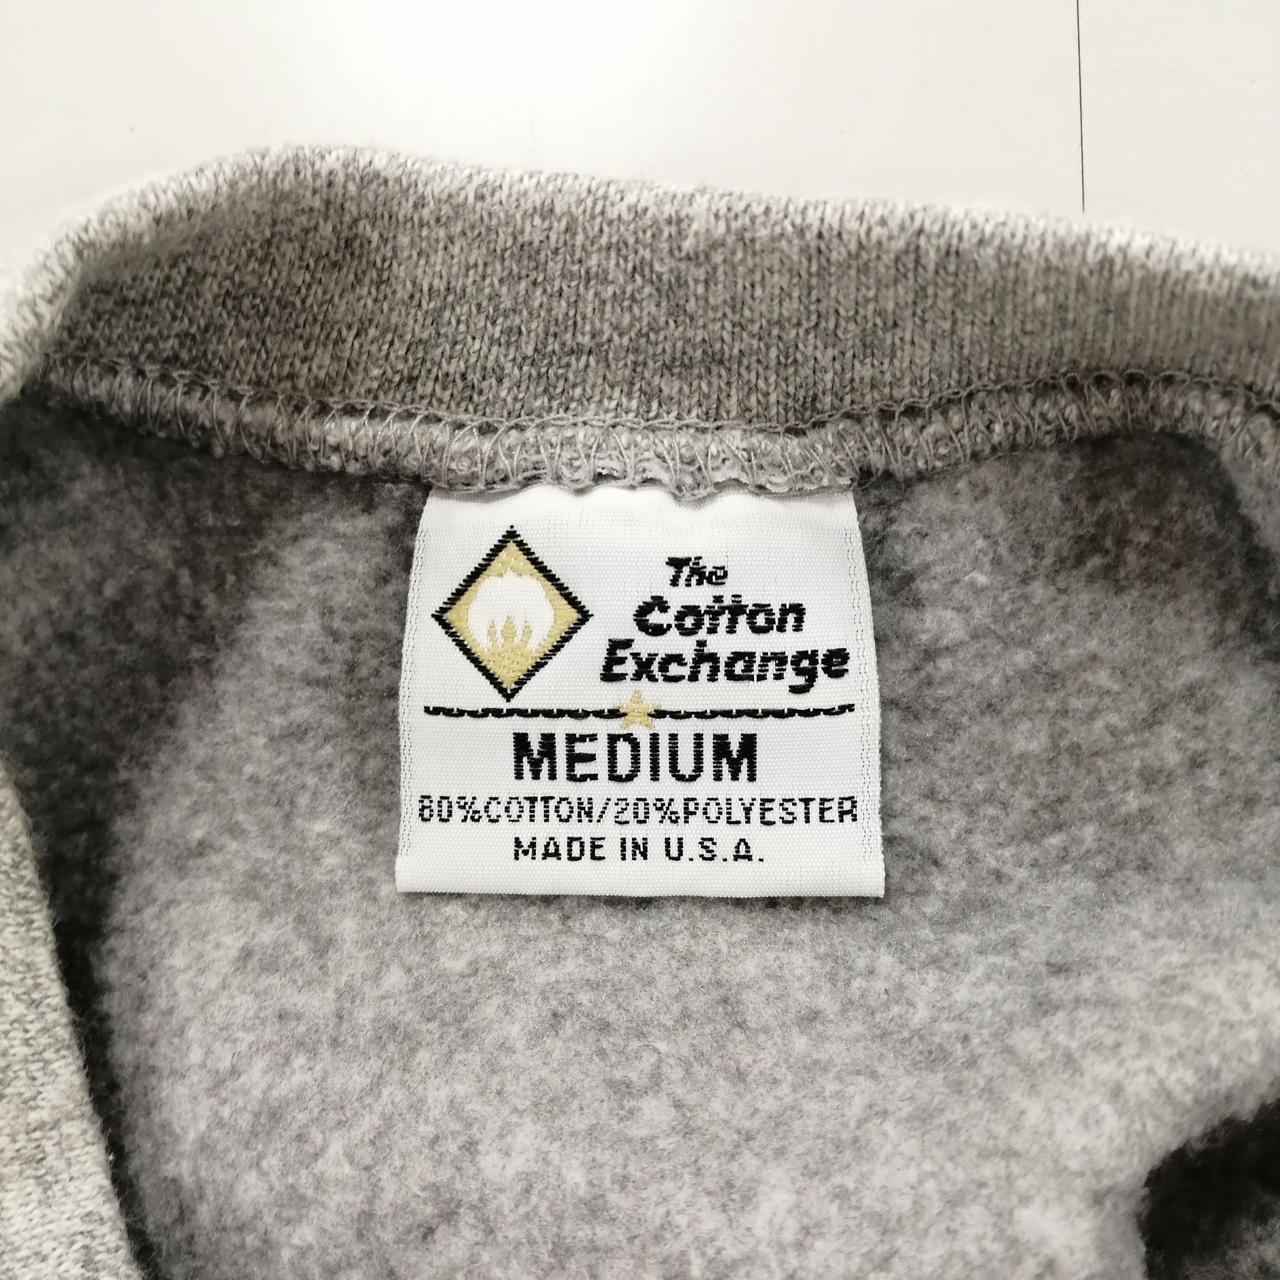 The
Cotton
Exchange
MEDIUM
80%COTTON/20%POLYESTER
MADE IN U.S.A.